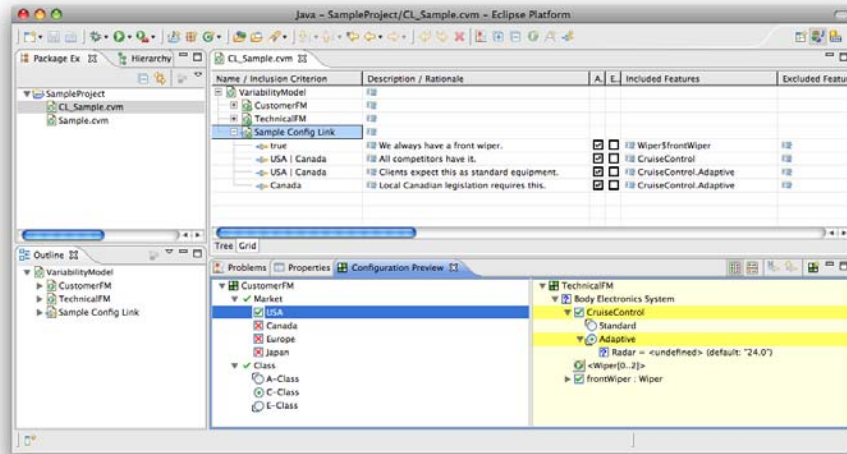 Java - SampleProject/CL_Sample.cvm - Eclipse Platform
Package Ex Hierarchy
SampleProject
CL_Sample.cvm
Sample.cvm
CL_Sample.cvm
Name / Inclusion Criterion Description / Rationale A. E. Included Features Excluded Featu
VariabilityModel
CustomerFM
TechnicalFM
Sample Config Link
true We always have a front wiper. Wiper$frontWiper
USA | Canada All competitors have it. CruiseControl
USA | Canada Clients expect this as standard equipment. CruiseControl.Adaptive
Canada Local Canadian legislation requires this. CruiseControl.Adaptive
Tree Grid
Outline
VariabilityModel
CustomerFM
TechnicalFM
Sample Config Link
Problems Properties Configuration Preview
CustomerFM
Market
USA
Canada
Europe
Japan
Class
A-Class
C-Class
E-Class
TechnicalFM
Body Electronics System
CruiseControl
Standard
Adaptive
Radar = <undefined> (default: "24.0")
<Wiper[0..2]>
frontWiper : Wiper